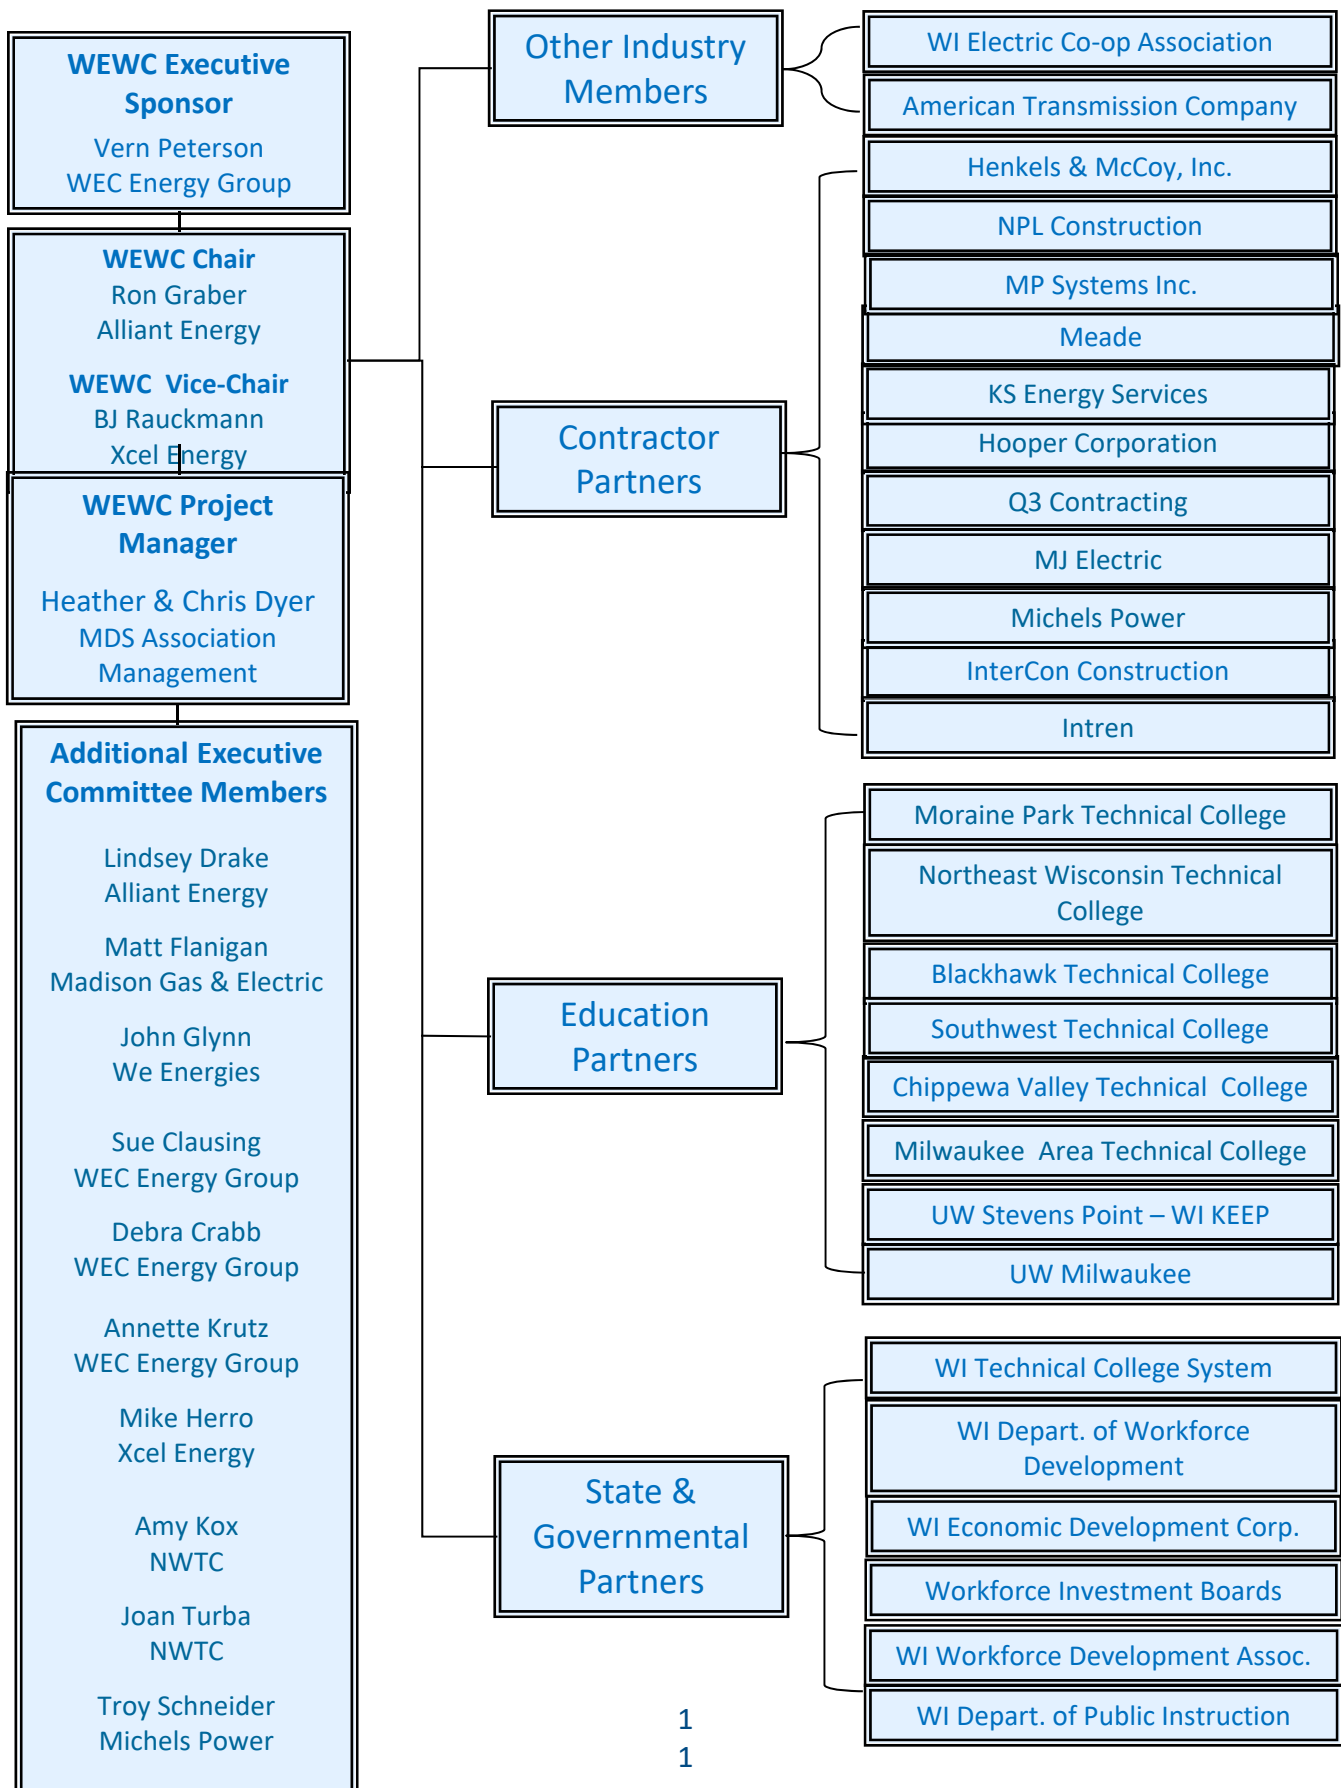 WEWC Executive
Sponsor
Vern Peterson
WEC Energy Group
WEWC Chair
Ron Graber
Alliant Energy
WEWC  Vice-Chair
BJ Rauckmann
Xcel Energy
WEWC Project
Manager
Heather & Chris Dyer
MDS Association
Management
Additional Executive
Committee Members
Lindsey Drake
Alliant Energy
Matt Flanigan
Madison Gas & Electric
John Glynn
We Energies
Sue Clausing
WEC Energy Group
Debra Crabb
WEC Energy Group
Annette Krutz
WEC Energy Group
Mike Herro
Xcel Energy
Amy Kox
NWTC
Joan Turba
NWTC
Troy Schneider
Michels Power
Other Industry
Members
WI Electric Co-op Association
American Transmission Company
Contractor
Partners
Henkels & McCoy, Inc.
NPL Construction
MP Systems Inc.
Meade
KS Energy Services
Hooper Corporation
Q3 Contracting
MJ Electric
Michels Power
InterCon Construction
Intren
Education
Partners
Moraine Park Technical College
Northeast Wisconsin Technical
College
Blackhawk Technical College
Southwest Technical College
Chippewa Valley Technical  College
Milwaukee  Area Technical College
UW Stevens Point – WI KEEP
UW Milwaukee
State &
Governmental
Partners
WI Technical College System
WI Depart. of Workforce
Development
WI Economic Development Corp.
Workforce Investment Boards
WI Workforce Development Assoc.
WI Depart. of Public Instruction
1
1